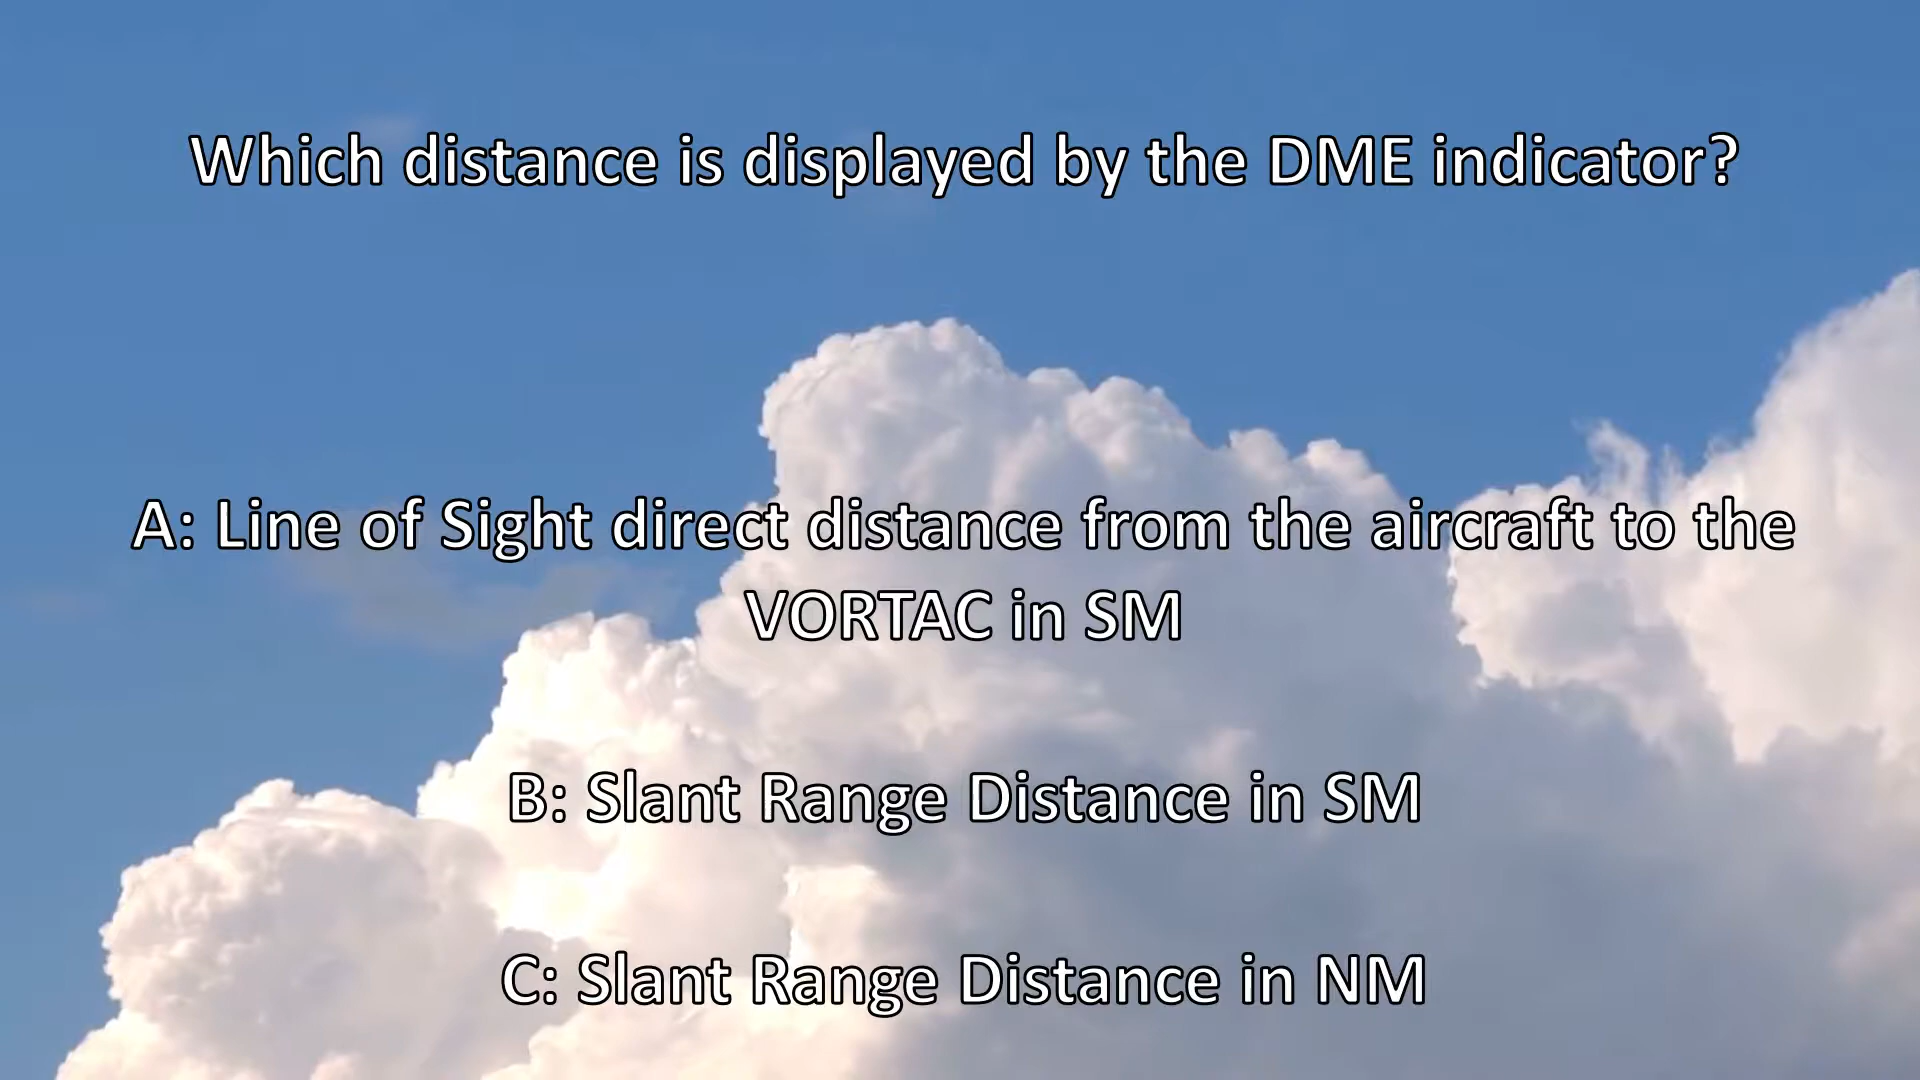 Which distance is displayed by the DME indicator?
A: Line of Sight direct distance from the aircraft to the
VORTAC in SM
B: Slant Range Distance in SM
C: Slant Range Distance in NM